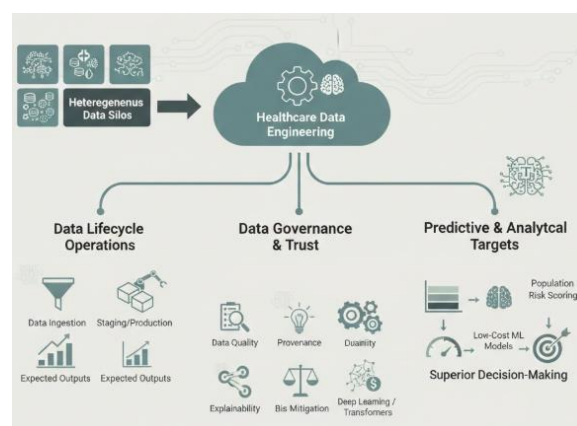 Heteregenenus
Data Silos
Healthcare Data
Engineering
Data Lifecycle
Operations
Data Governance
& Trust
Predictive & Analytcal
Targets
Data Ingestion
Staging/Production
Expected Outputs
Expected Outputs
Data Quality
Provenance
Explainability
Bis Mitigation
Deep Learning /
Transfomers
Population
Risk Scoring
Low-Cost ML
Models
Superior Decision-Making